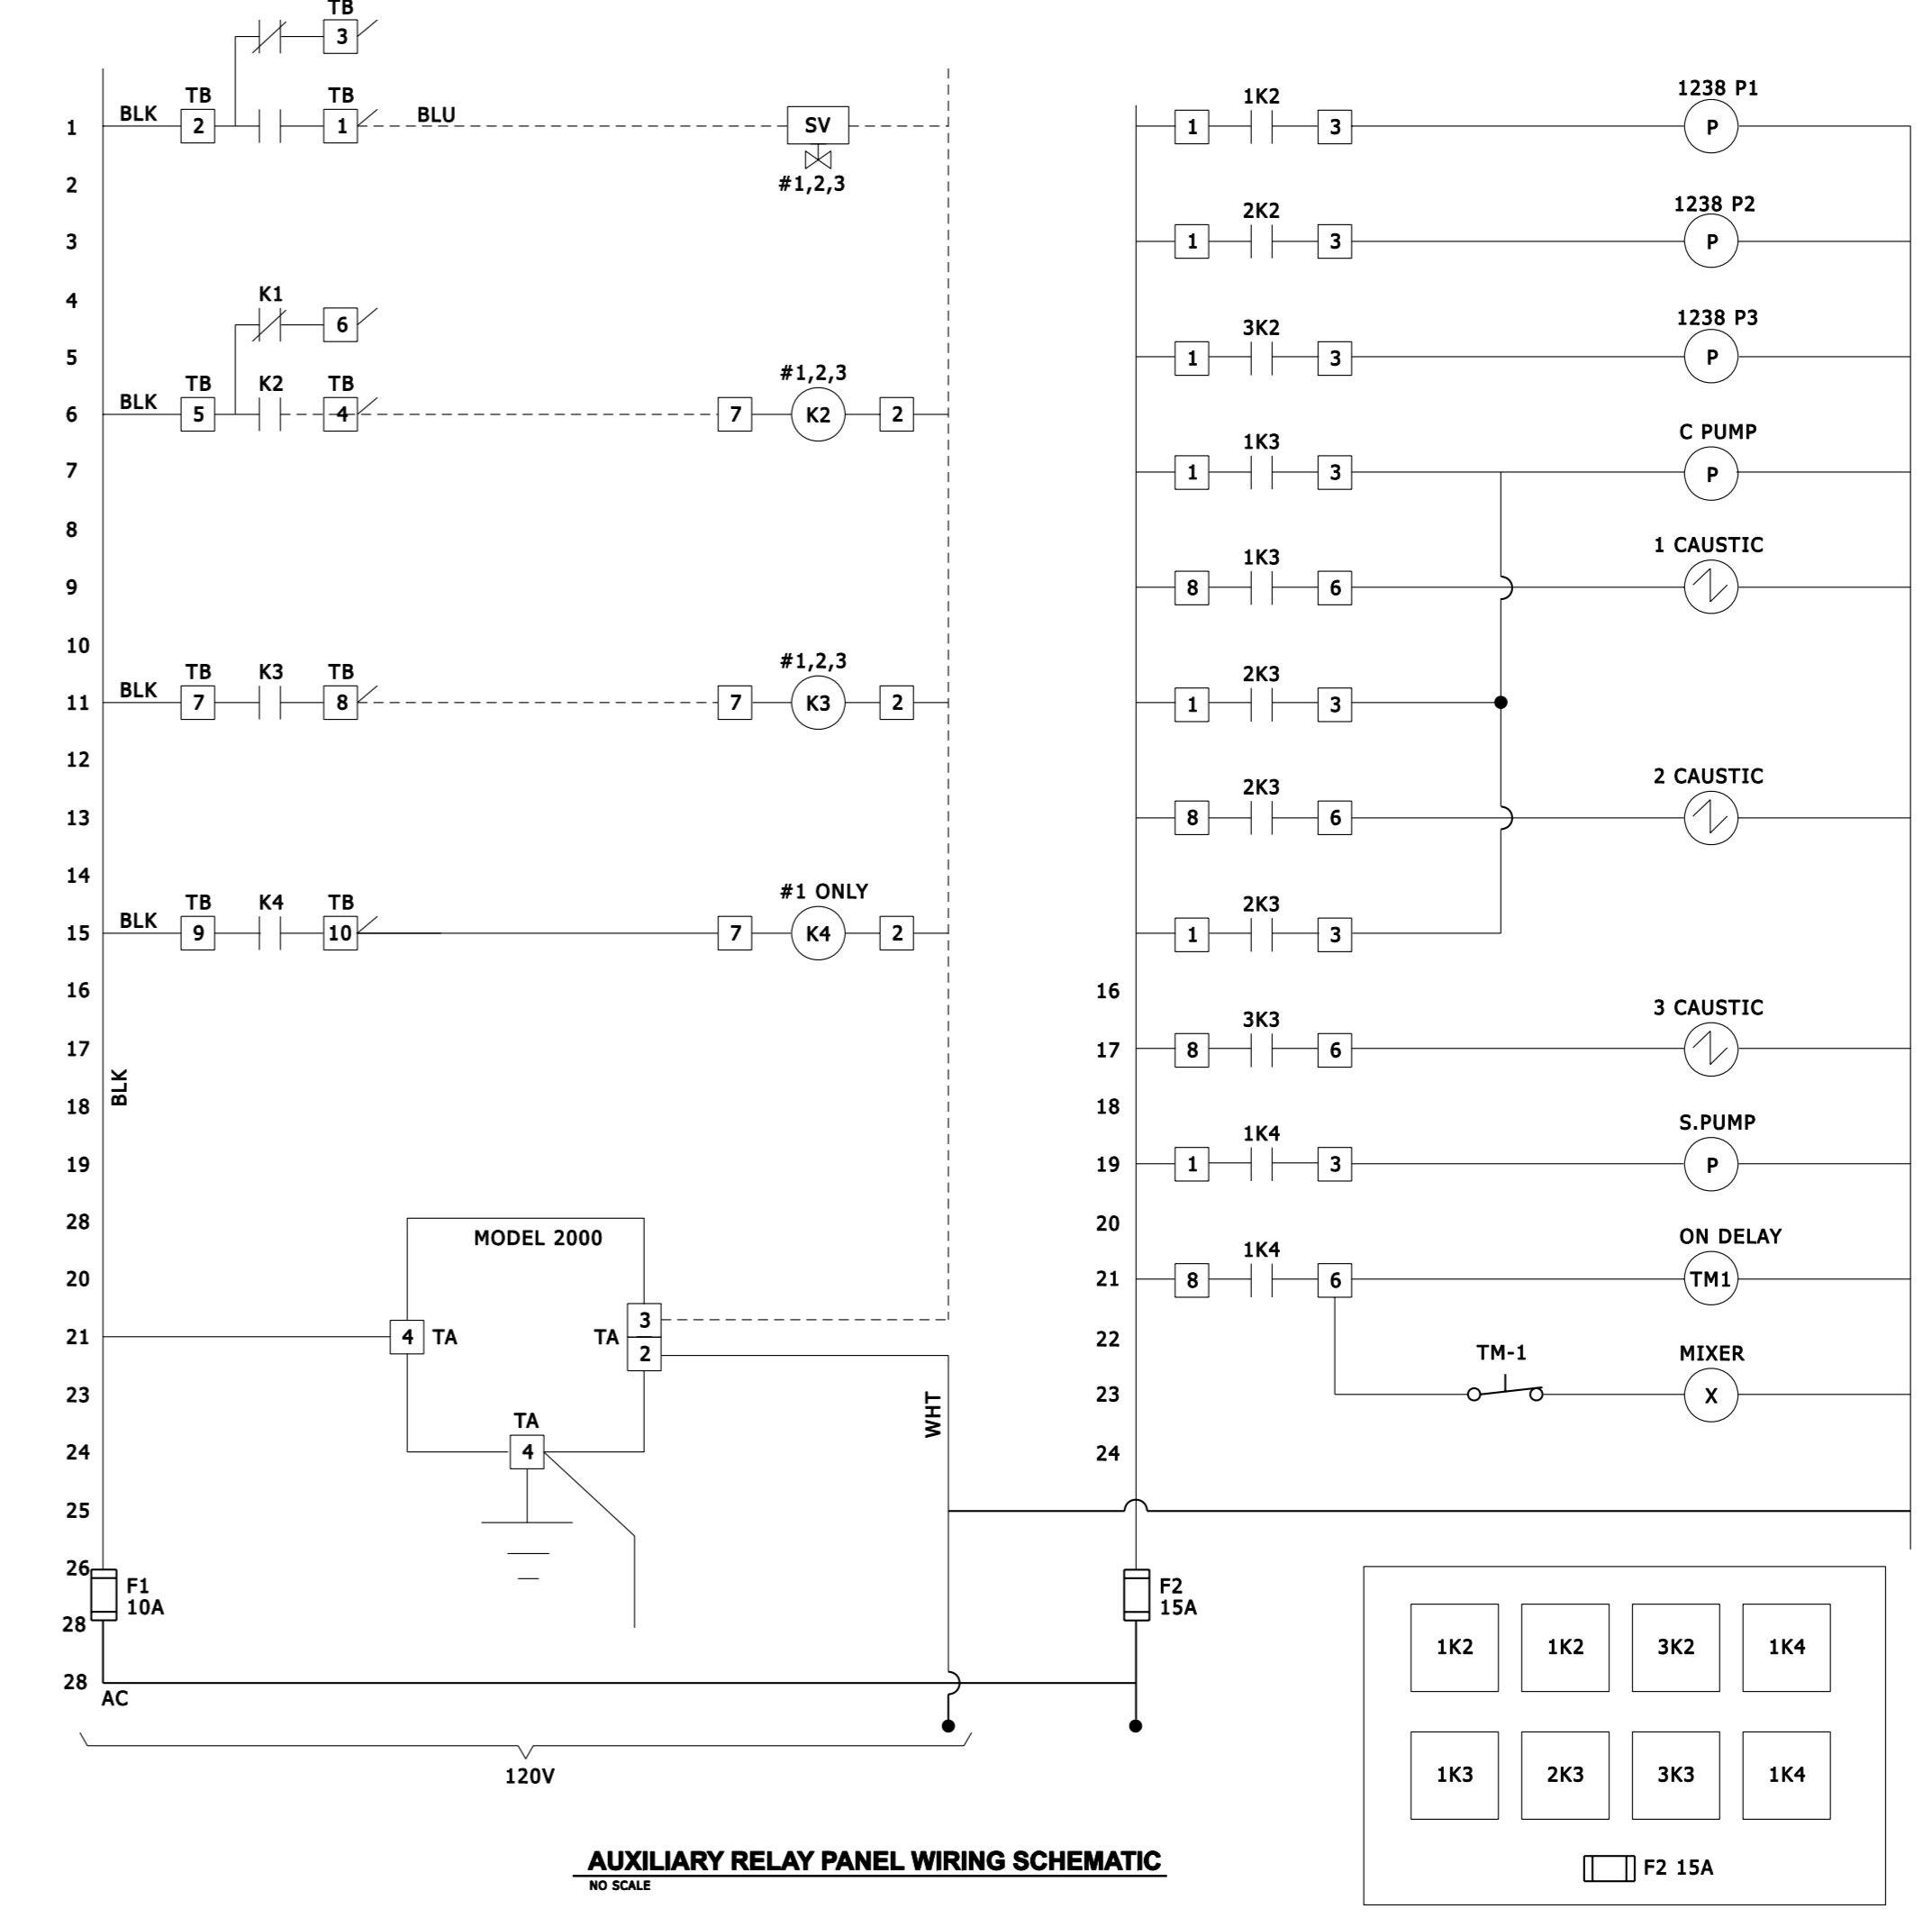 TB
3
1
BLK
TB
2
TB
1
BLU
SV
#1,2,3
2
3
4
K1
6
5
6
BLK
TB
5
K2
TB
4
#1,2,3
7
K2
2
7
8
9
10
11
BLK
TB
7
K3
TB
8
#1,2,3
7
K3
2
12
13
14
15
BLK
TB
9
K4
TB
10
#1 ONLY
7
K4
2
16
17
BLK
18
19
28
MODEL 2000
20
21
4 TA
TA
3
2
23
WHT
TA
4
24
25
26
F1
10A
28
28
AC
120V
1K2
1
3
1238 P1
P
2K2
1
3
1238 P2
P
3K2
1
3
1238 P3
P
1K3
1
3
C PUMP
P
1K3
8
6
1 CAUSTIC
2K3
1
3
2K3
8
6
2 CAUSTIC
2K3
1
3
16
17
3K3
8
6
3 CAUSTIC
18
19
1K4
1
3
S.PUMP
P
20
21
1K4
8
6
ON DELAY
TM1
22
23
TM-1
MIXER
X
24
F2
15A
1K2 1K2 3K2 1K4
1K3 2K3 3K3 1K4
F2 15A
AUXILIARY RELAY PANEL WIRING SCHEMATIC
NO SCALE